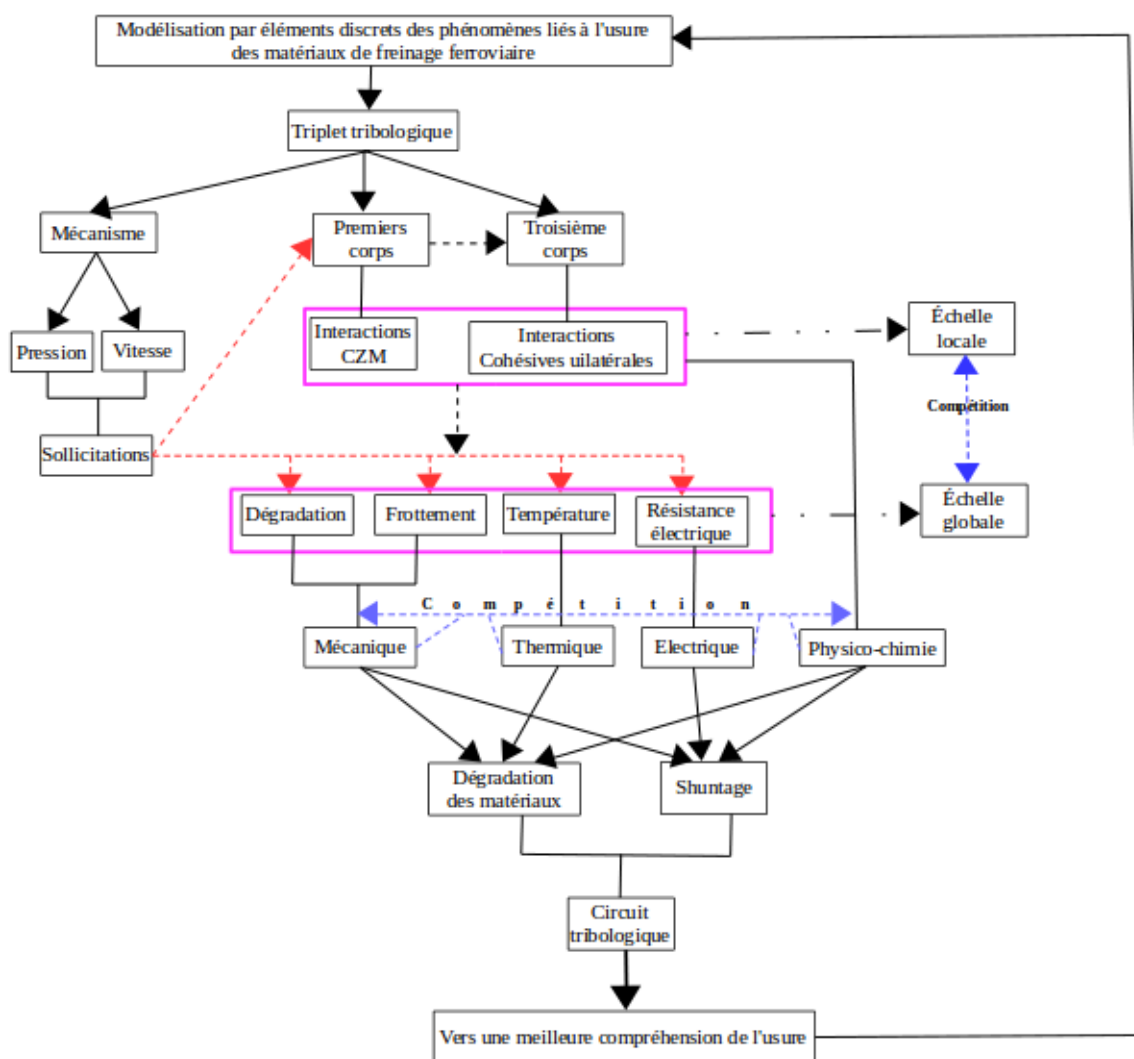 Modélisation par éléments discrets des phénomènes liés à l'usure
des matériaux de freinage ferroviaire
Triplet tribologique
Mécanisme
Premiers
corps
Troisième
corps
Pression
Vitesse
Interactions
CZM
Interactions
Cohésives uilatérales
Échelle
locale
Compétition
Sollicitations
Échelle
globale
Dégradation
Frottement
Température
Résistance
électrique
Compétition
Mécanique
Thermique
Electrique
Physico-chimie
Dégradation
des matériaux
Shuntage
Circuit
tribologique
Vers une meilleure compréhension de l'usure